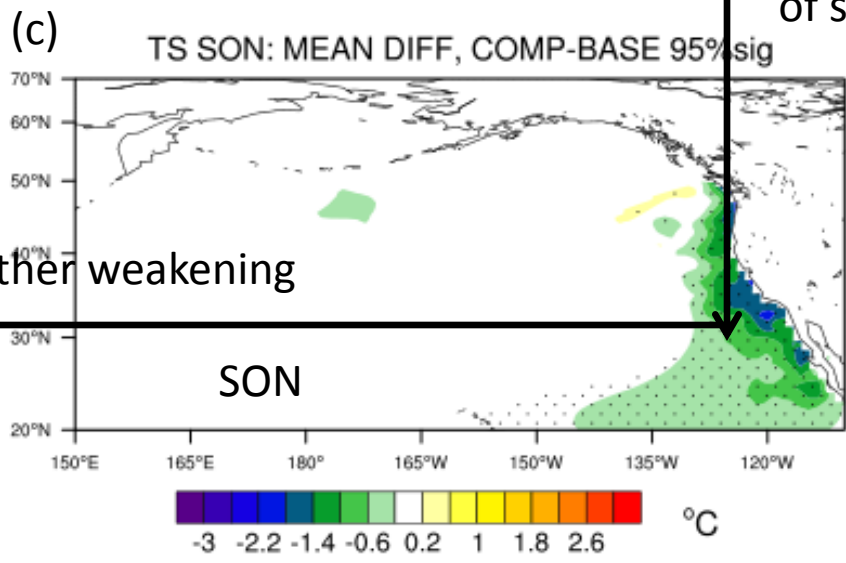 of s
(c)
TS SON: MEAN DIFF, COMP-BASE 95%sig
70°N
60°N
50°N
40°N
ther weakening
30°N
SON
20°N
150°E 165°E 180° 165°W 150°W 135°W 120°W
°C
-3 -2.2 -1.4 -0.6 0.2 1 1.8 2.6